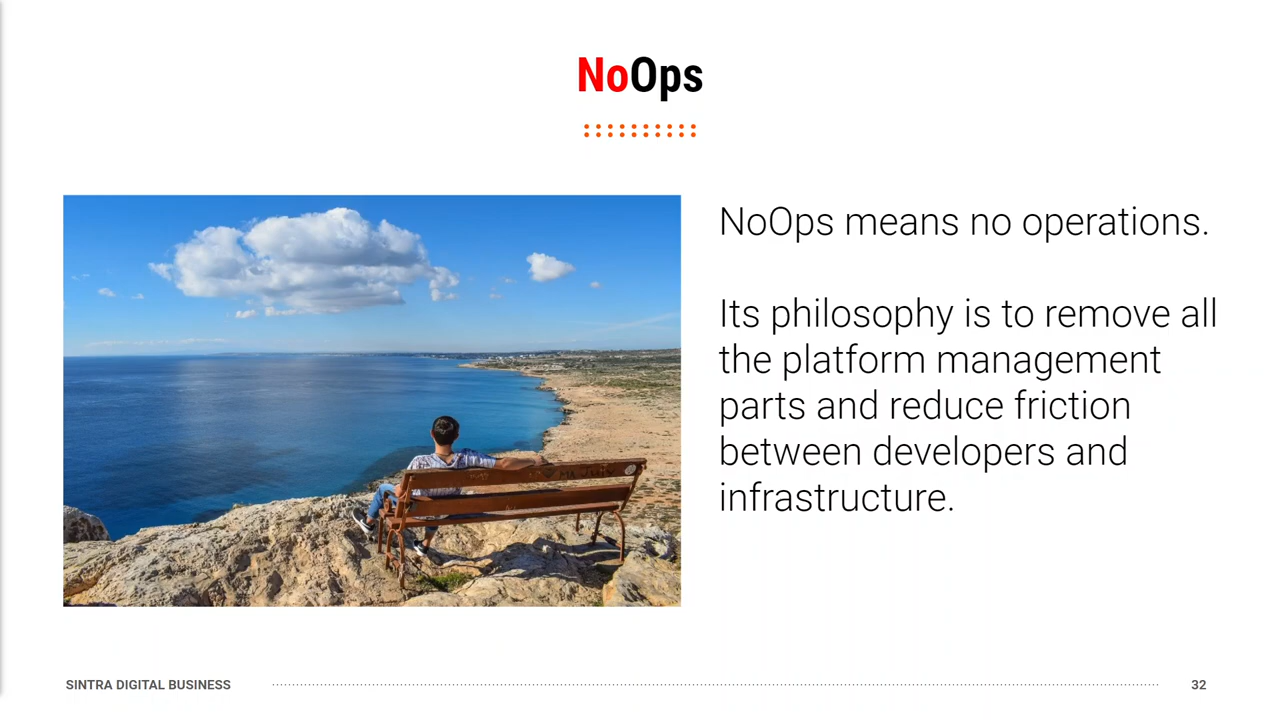 NoOps
NoOps means no operations.
Its philosophy is to remove all
the platform management
parts and reduce friction
between developers and
infrastructure.
SINTRA DIGITAL BUSINESS
32